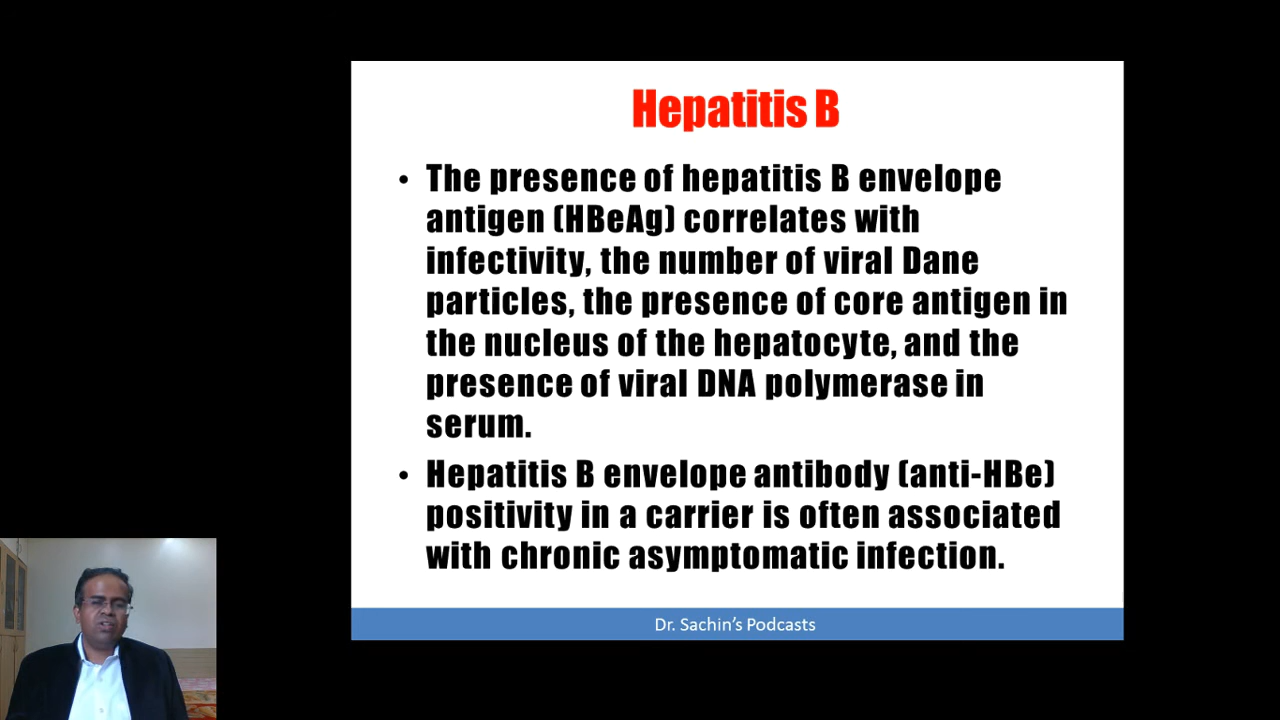 Hepatitis B
• The presence of hepatitis B envelope
antigen (HBeAg) correlates with
infectivity, the number of viral Dane
particles, the presence of core antigen in
the nucleus of the hepatocyte, and the
presence of viral DNA polymerase in
serum.
• Hepatitis B envelope antibody (anti-HBe)
positivity in a carrier is often associated
with chronic asymptomatic infection.
Dr. Sachin's Podcasts